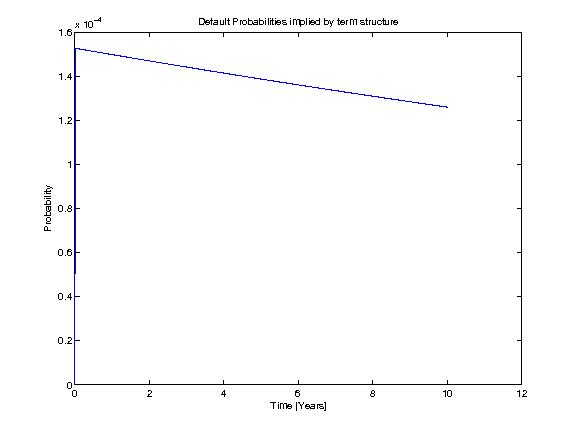 Default Probabilities implied by term structure
x 10⁻⁴
1.6
1.4
1.2
1
0.8
0.6
0.4
0.2
0
Probability
0 2 4 6 8 10 12
Time [Years]